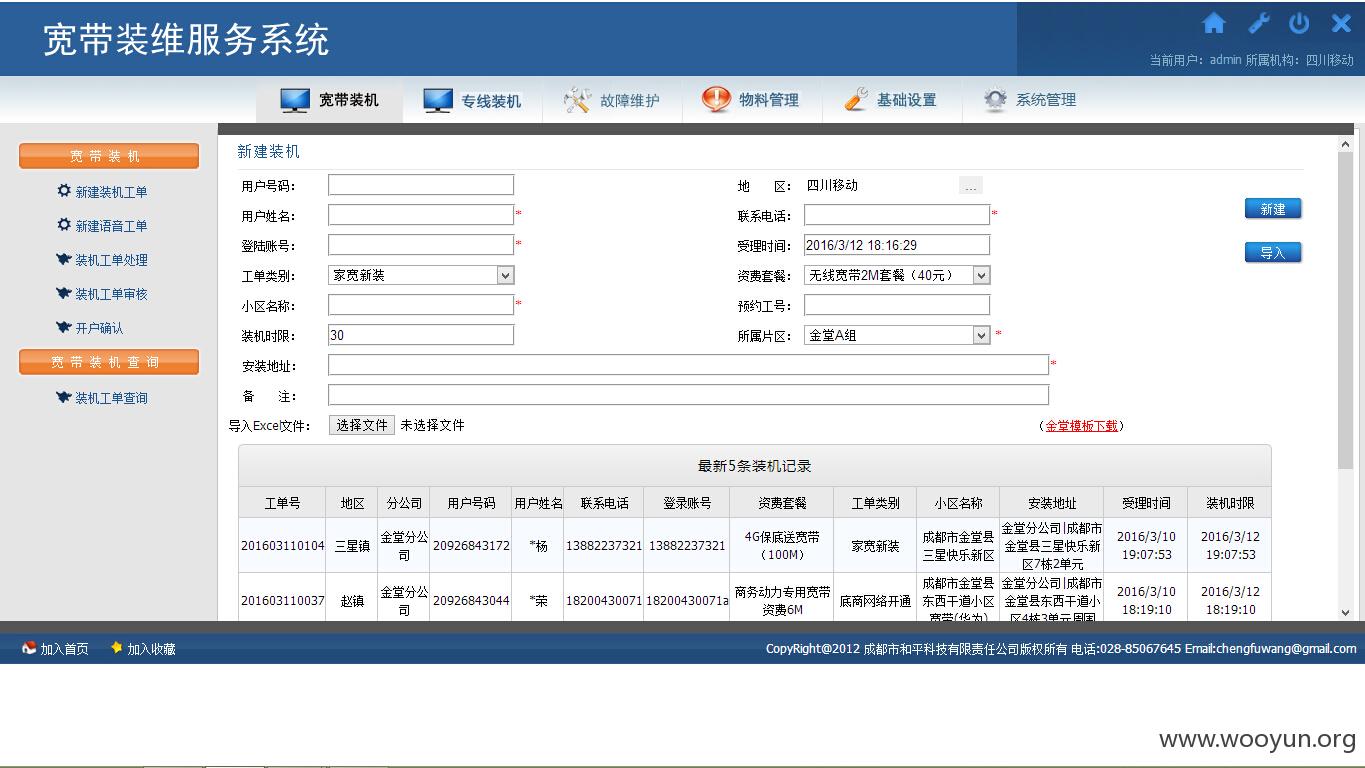 宽带装维服务系统
当前用户: admin 所属机构: 四川移动
宽带装机 专线装机 故障维护 物料管理 基础设置 系统管理
宽带装机
新建装机工单
新建语音工单
装机工单处理
装机工单审核
开户确认
宽带装机查询
装机工单查询
新建装机
用户号码: 地 区: 四川移动 ...
用户姓名: * 联系电话: * 新建
登陆账号: * 受理时间: 2016/3/12 18:16:29
导入
工单类别: 家宽新装 资费套餐: 无线宽带2M套餐（40元）
小区名称: * 预约工号:
装机时限: 30 所属片区: 金堂A组 *
安装地址: *
备 注:
导入Excel文件: 选择文件 未选择文件 （金堂模板下载）
最新5条装机记录
工单号 地区 分公司 用户号码 用户姓名 联系电话 登录账号 资费套餐 工单类别 小区名称 安装地址 受理时间 装机时限
201603110104 三星镇 金堂分公司 20926843172 *杨 13882237321 13882237321 4G保底送宽带（100M） 家宽新装 成都市金堂县三星快乐新区 金堂分公司|成都市金堂县三星快乐新区7栋2单元 2016/3/10 19:07:53 2016/3/12 19:07:53
201603110037 赵镇 金堂分公司 20926843044 *荣 18200430071 18200430071a 商务动力专用宽带资费6M 底商网络开通 成都市金堂县东西干道小区宽带(华为) 金堂分公司|成都市金堂县东西干道小区4栋3单元周围 2016/3/10 18:19:10 2016/3/12 18:19:10
加入首页 加入收藏
CopyRight@2012 成都市和平科技有限责任公司版权所有 电话:028-85067645 Email:chengfuwang@gmail.com
www.wooyun.org